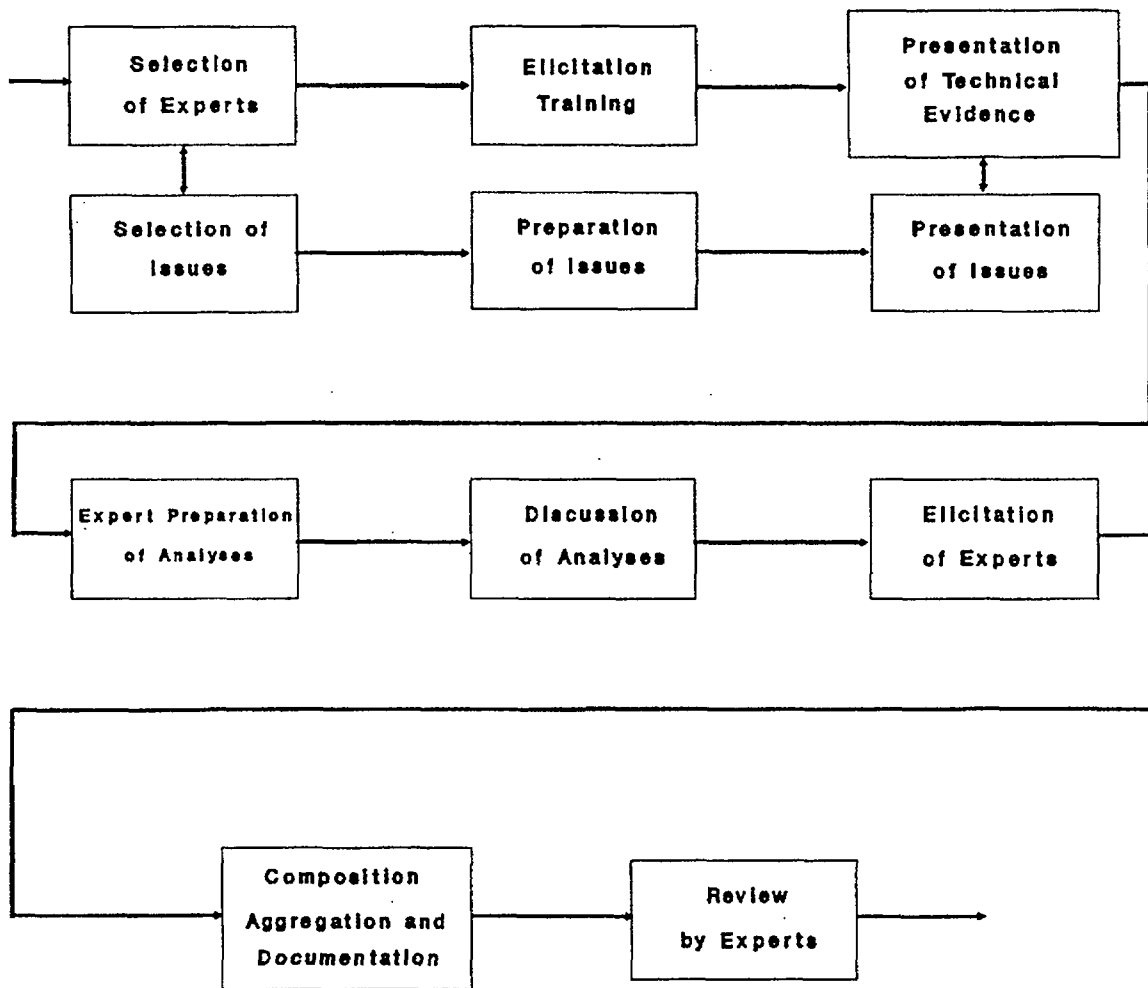 Selection
of Experts
Elicitation
Training
Presentation
of Technical
Evidence
Selection of
Issues
Preparation
of Issues
Presentation
of Issues
Expert Preparation
of Analyses
Discussion
of Analyses
Elicitation
of Experts
Composition
Aggregation and
Documentation
Review
by Experts